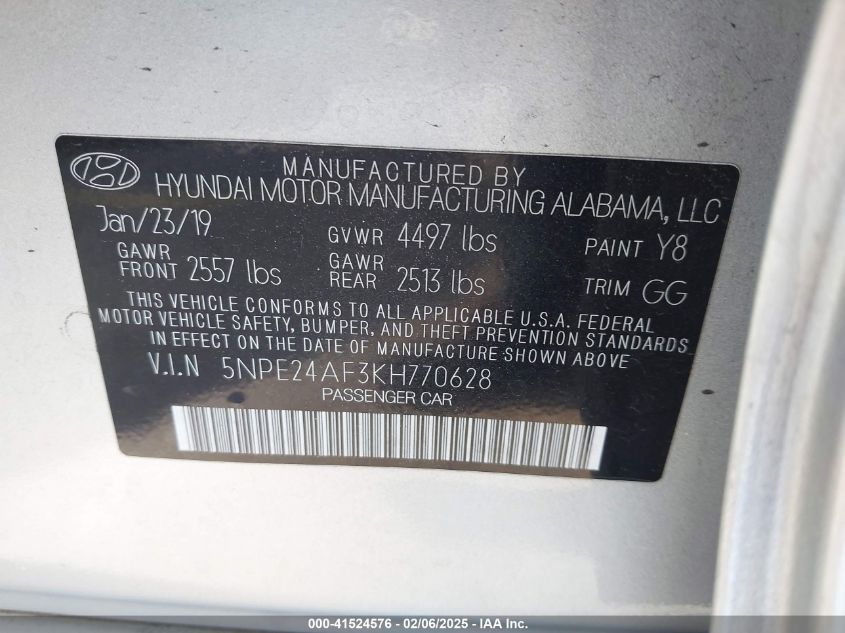 MANUFACTURED BY
HYUNDAI MOTOR MANUFACTURING ALABAMA, LLC
Jan/23/19 GVWR 4497 lbs PAINT Y8
GAWR FRONT 2557 lbs GAWR REAR 2513 lbs TRIM GG
THIS VEHICLE CONFORMS TO ALL APPLICABLE U.S.A. FEDERAL
MOTOR VEHICLE SAFETY, BUMPER, AND THEFT PREVENTION STANDARDS
IN EFFECT ON THE DATE OF MANUFACTURE SHOWN ABOVE
V.I.N 5NPE24AF3KH770628
PASSENGER CAR
000-41524576 - 02/06/2025 - IAA Inc.